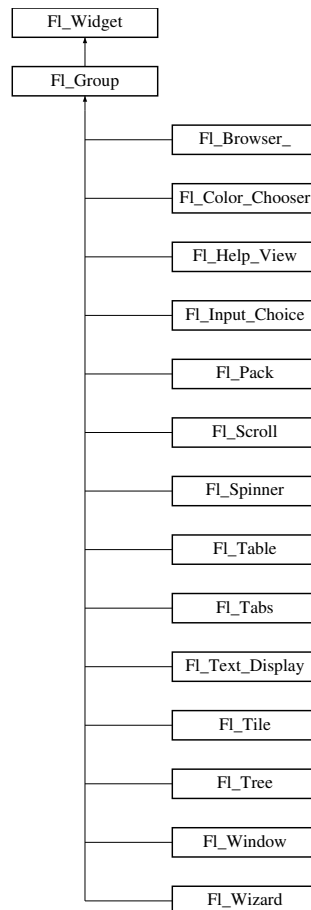 Fl_Widget
Fl_Group
Fl_Browser_
Fl_Color_Chooser
Fl_Help_View
Fl_Input_Choice
Fl_Pack
Fl_Scroll
Fl_Spinner
Fl_Table
Fl_Tabs
Fl_Text_Display
Fl_Tile
Fl_Tree
Fl_Window
Fl_Wizard